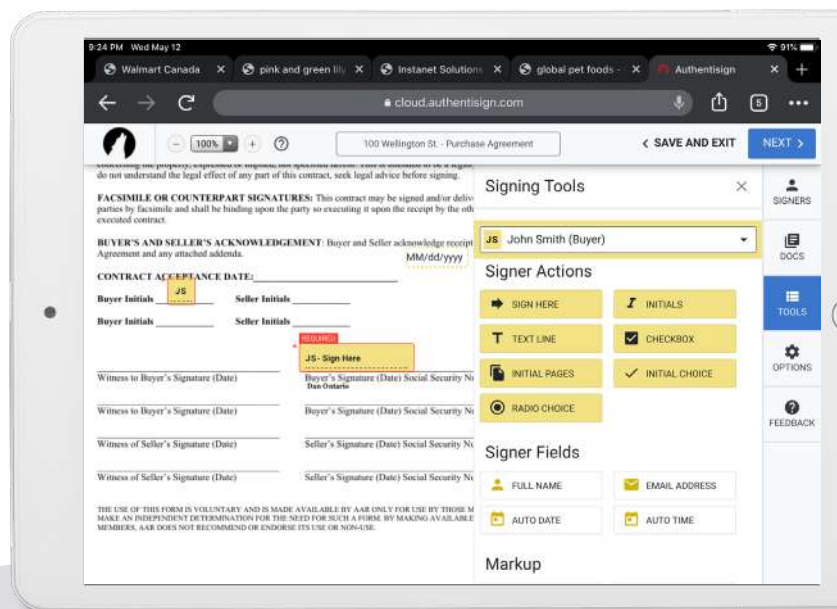 9:24 PM Wed May 12
91%
Walmart Canada
pink and green lily
Instanet Solutions
global pet foods -
Authentisign
cloud.authentisign.com
5
100%
100 Wellington St. - Purchase Agreement
SAVE AND EXIT
NEXT
do not understand the legal effect of any part of this contract, seek legal advice before signing.
FACSIMILE OR COUNTERPART SIGNATURES: This contract may be signed and/or deliv
parties by facsimile and shall be binding upon the party so executing it upon the receipt by the oth
executed contract.
BUYER'S AND SELLER'S ACKNOWLEDGEMENT: Buyer and Seller acknowledge receipt
Agreement and any attached addenda.
MM/dd/yyyy
CONTRACT ACCEPTANCE DATE:
JS
Buyer Initials Seller Initials
Buyer Initials Seller Initials
REQUIRED
JS- Sign Here
Witness to Buyer's Signature (Date) Buyer's Signature (Date) Social Security Nu
Dan Ontario
Witness to Buyer's Signature (Date) Buyer's Signature (Date) Social Security Nu
Witness of Seller's Signature (Date) Seller's Signature (Date) Social Security Nu
Witness of Seller's Signature (Date) Seller's Signature (Date) Social Security Nu
THE USE OF THIS FORM IS VOLUNTARY AND IS MADE AVAILABLE BY AAR ONLY FOR USE BY THOSE M
MAKE AN INDEPENDENT DETERMINATION FOR THE NEED FOR SUCH A FORM. BY MAKING AVAILABLE
MEMBERS, AAR DOES NOT RECOMMEND OR ENDORSE ITS USE OR NON-USE.
Signing Tools
JS John Smith (Buyer)
Signer Actions
SIGN HERE
INITIALS
TEXT LINE
CHECKBOX
INITIAL PAGES
INITIAL CHOICE
RADIO CHOICE
Signer Fields
FULL NAME
EMAIL ADDRESS
AUTO DATE
AUTO TIME
Markup
SIGNERS
DOCS
TOOLS
OPTIONS
FEEDBACK